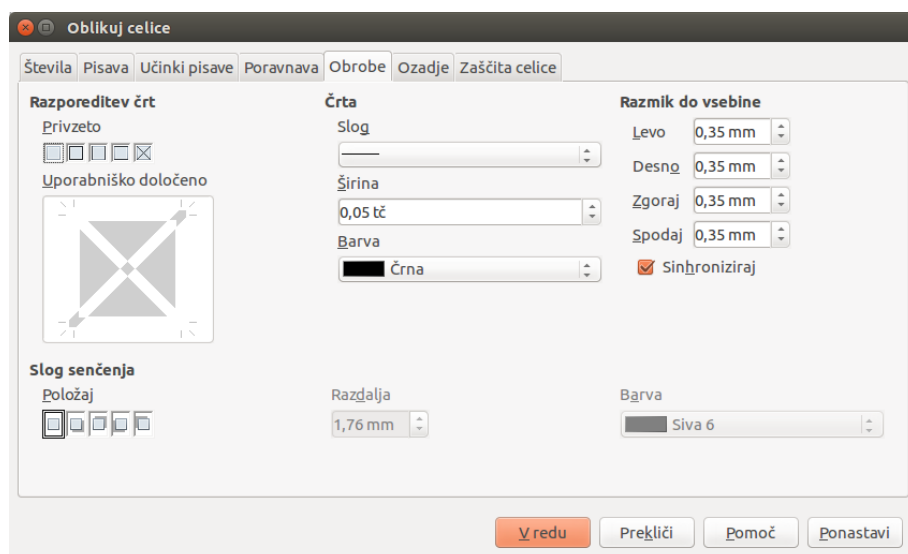 Oblikuj celice
Števila Pisava Učinki pisave Poravnava Obrobe Ozadje Zaščita celice
Razporeditev črt
Privzeto
Uporabniško določeno
Črta
Slog
Širina
0,05 tč
Barva
Črna
Razmik do vsebine
Levo 0,35 mm
Desno 0,35 mm
Zgoraj 0,35 mm
Spodaj 0,35 mm
Sinhroniziraj
Slog senčenja
Položaj
Razdalja
1,76 mm
Barva
Siva 6
V redu Prekliči Pomoč Ponastavi